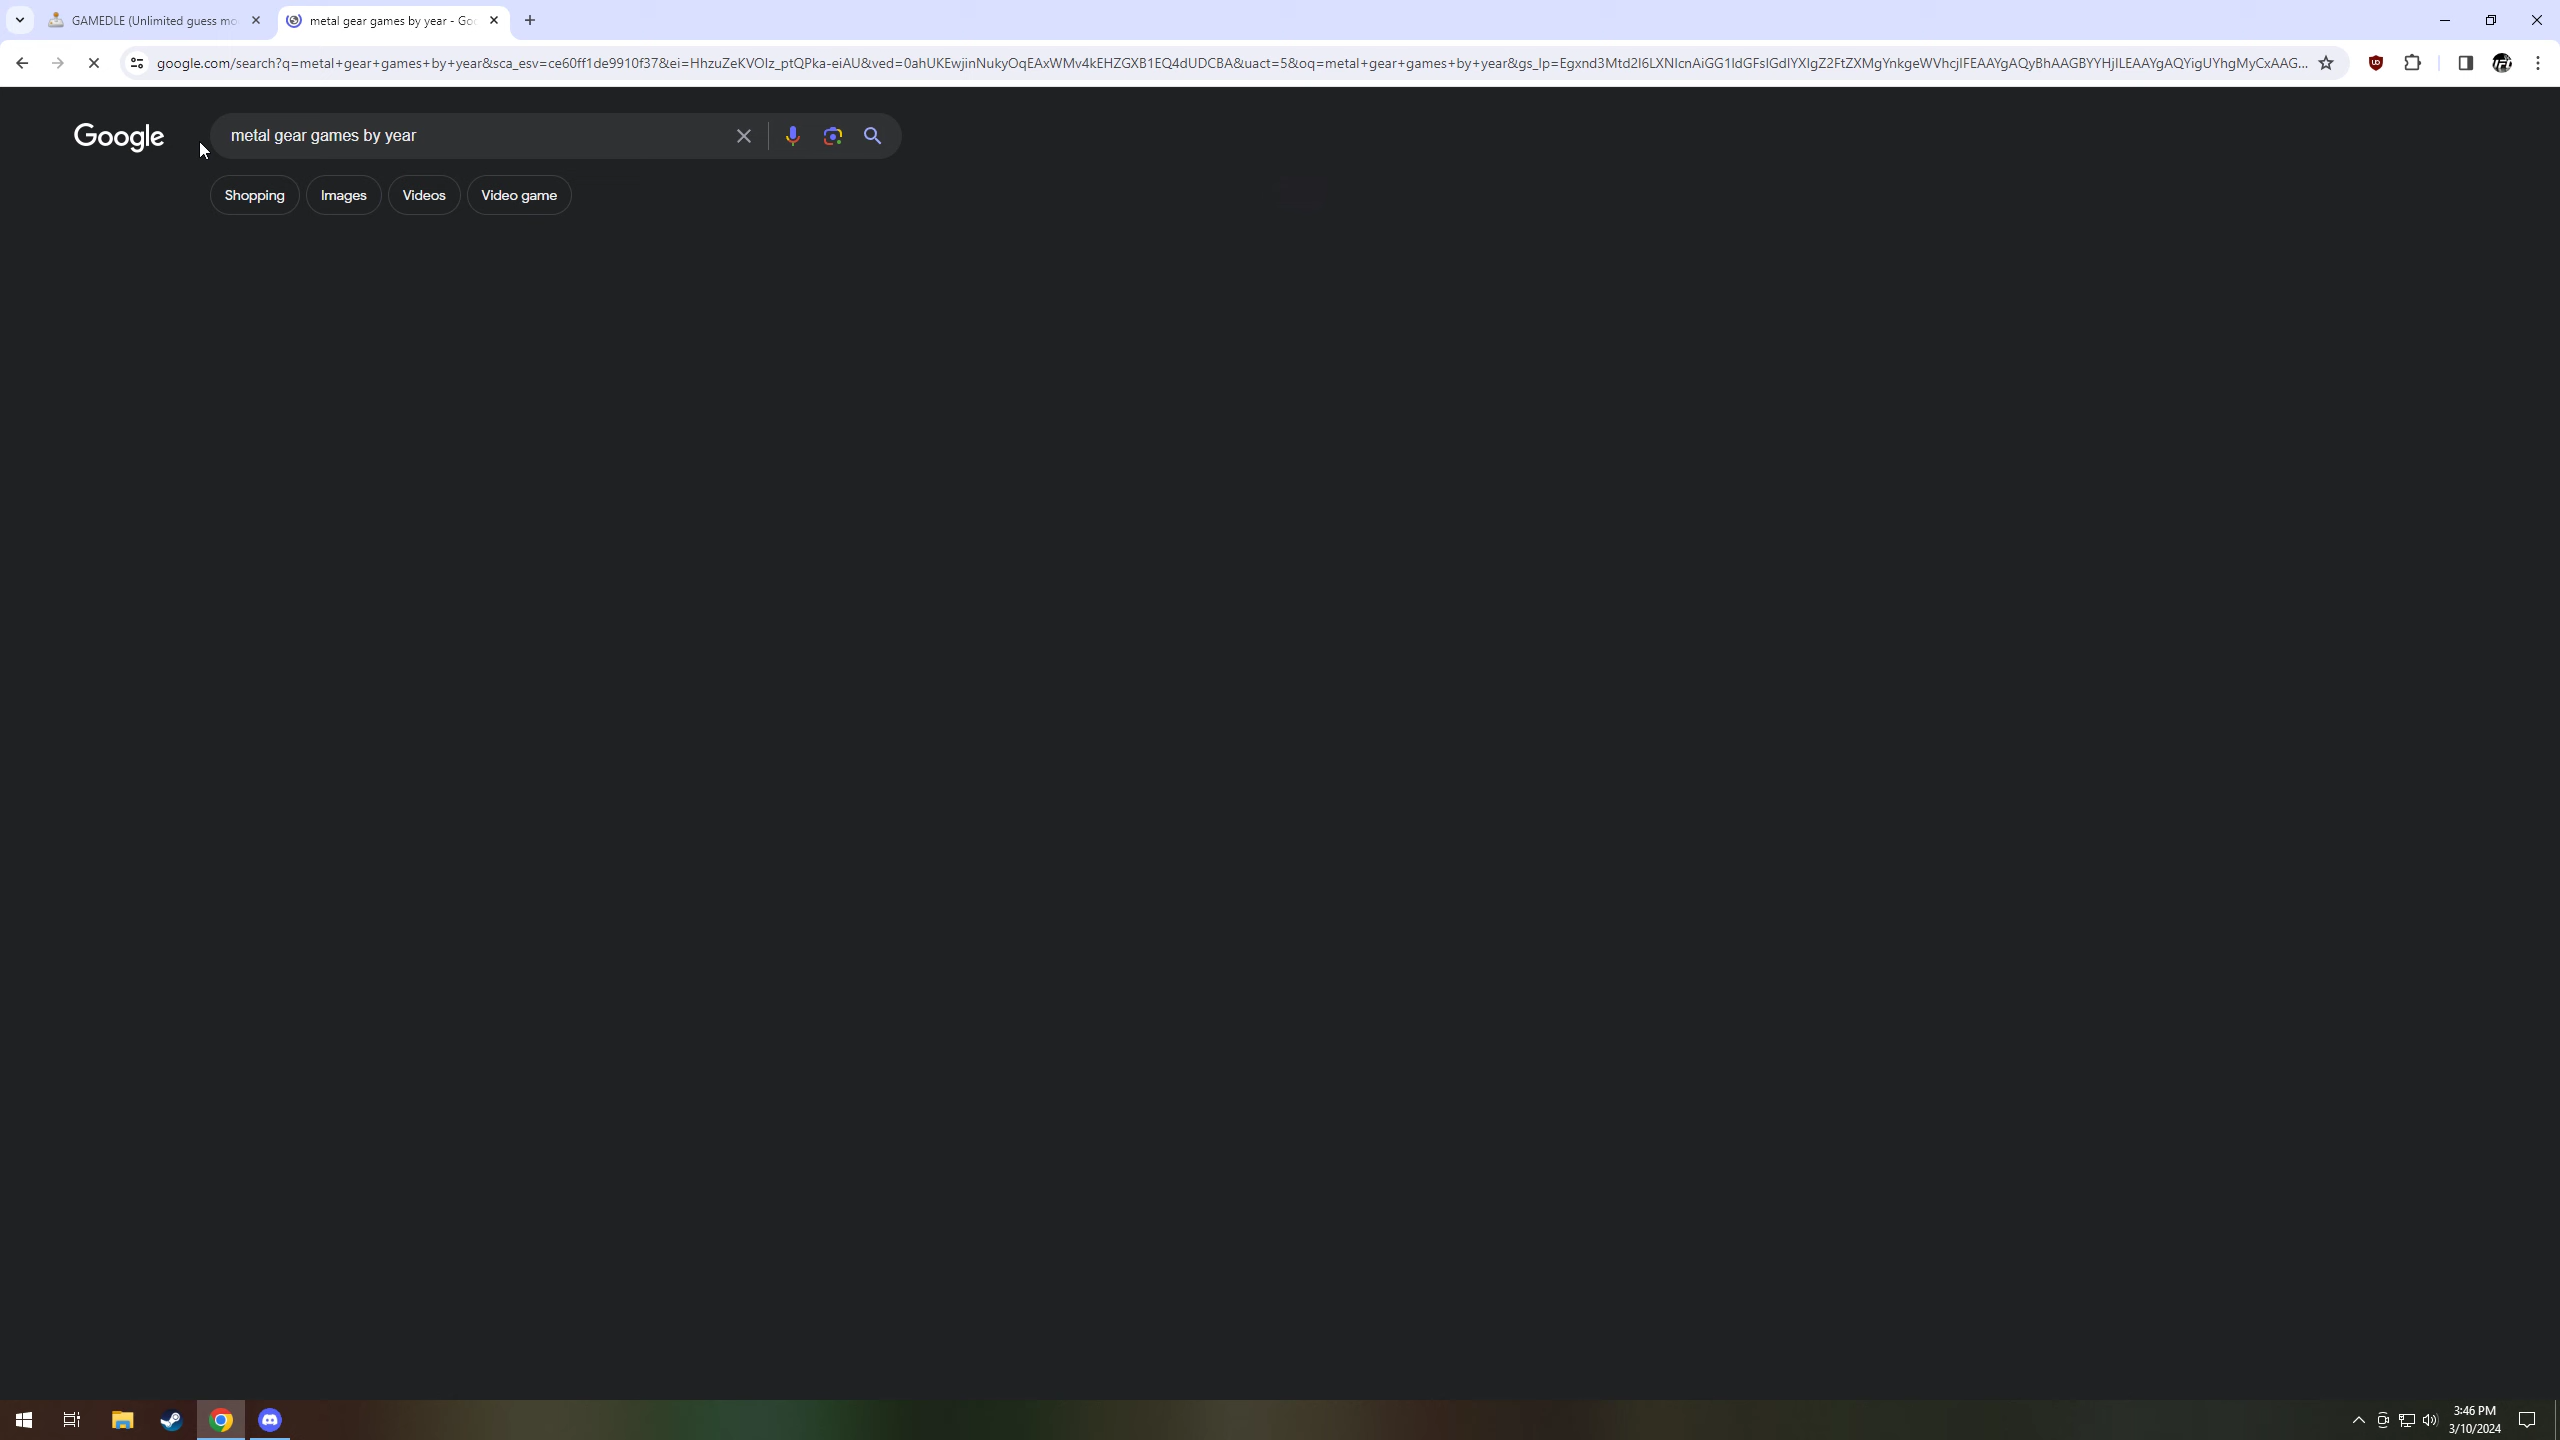 GAMEDLE (Unlimited guess mo
metal gear games by year - Goo
google.com/search?q=metal+gear+games+by+year&sca_esv=ce60ff1de9910f37&ei=HhzuZeKVOIz_ptQPka-eiAU&ved=0ahUKEwjinNukyOqEAxWMv4kEHZGXB1EQ4dUDCBA&uact=5&oq=metal+gear+games+by+year&gs_lp=Egxnd3Mtd2l6LXNlcnAiGG1ldGFsIGdlYXIgZ2FtZXMgYnkgeWVhcjIFEAAYgAQyBhAAGBYYHjILEAAYgAQYigUYhgMyCxAAG...
Google
metal gear games by year
Shopping
Images
Videos
Video game
3:46 PM
3/10/2024